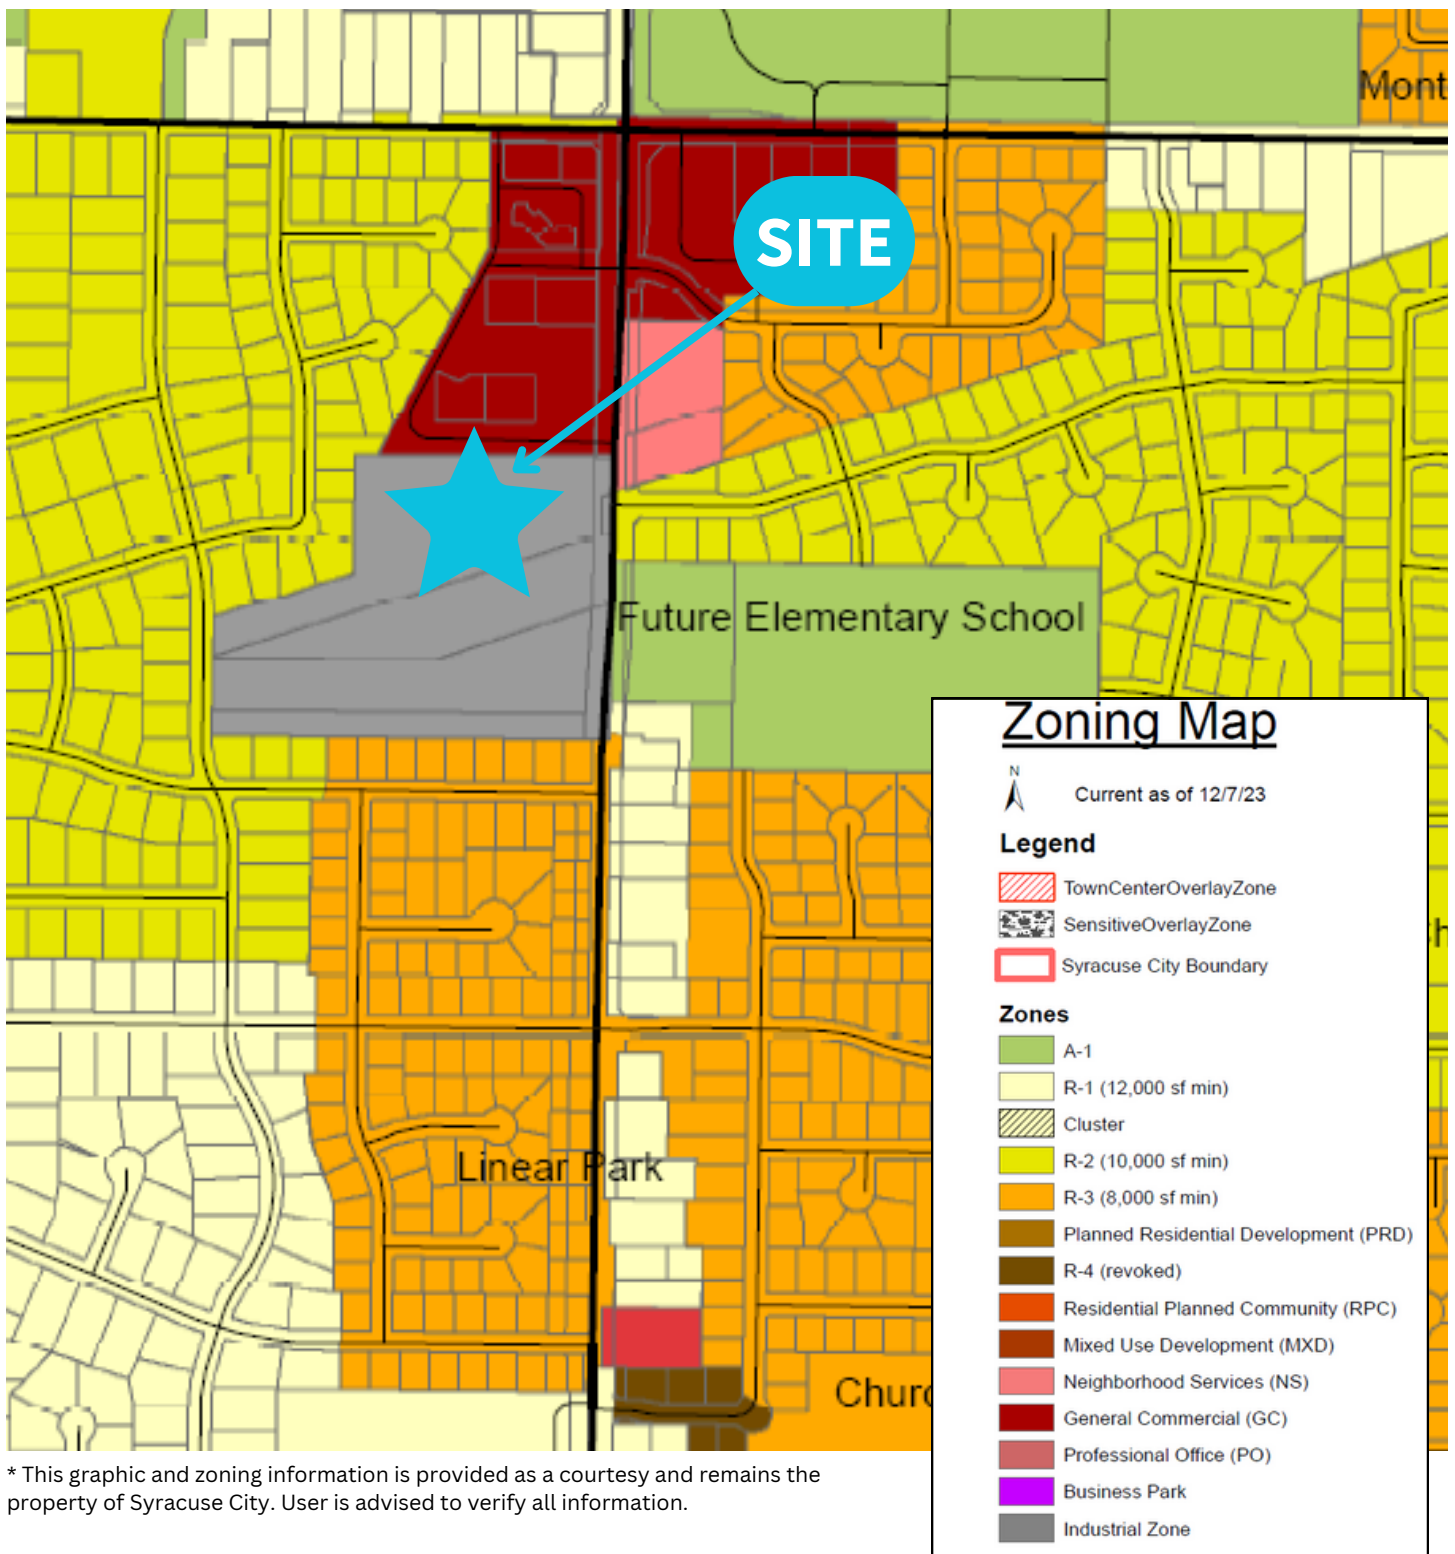 Mont
SITE
Future Elementary School
Linear Park
Churc
ch
Zoning Map
N
Current as of 12/7/23
Legend
TownCenterOverlayZone
SensitiveOverlayZone
Syracuse City Boundary
Zones
A-1
R-1 (12,000 sf min)
Cluster
R-2 (10,000 sf min)
R-3 (8,000 sf min)
Planned Residential Development (PRD)
R-4 (revoked)
Residential Planned Community (RPC)
Mixed Use Development (MXD)
Neighborhood Services (NS)
General Commercial (GC)
Professional Office (PO)
Business Park
Industrial Zone
* This graphic and zoning information is provided as a courtesy and remains the
property of Syracuse City. User is advised to verify all information.